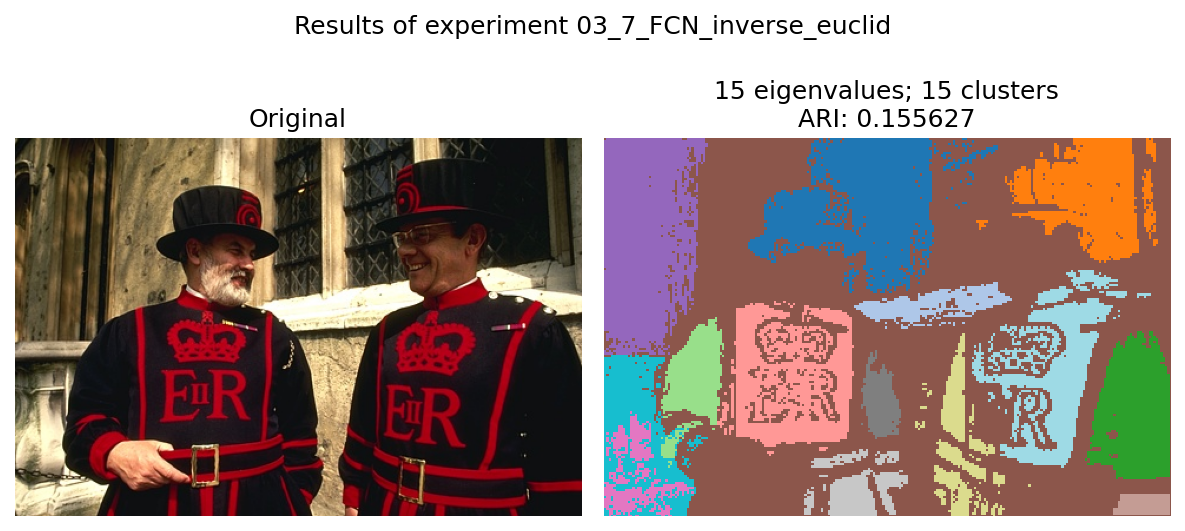 Results of experiment 03_7_FCN_inverse_euclid
Original
15 eigenvalues; 15 clusters
ARI: 0.155627
EIIR
EIIR
R